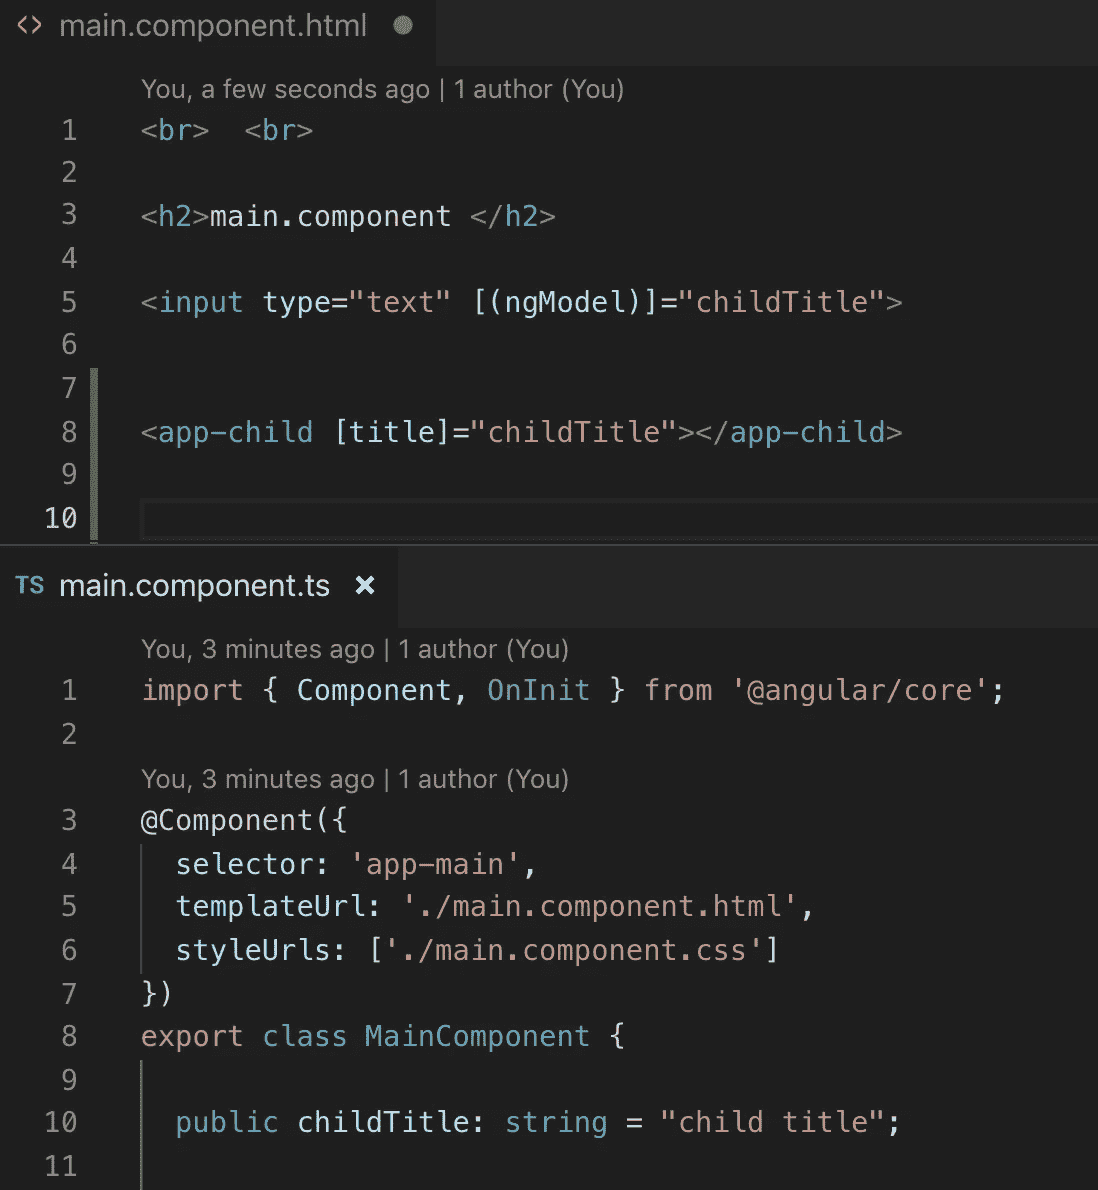 <> main.component.html
You, a few seconds ago | 1 author (You)
1 <br>  <br>
2
3 <h2>main.component </h2>
4
5 <input type="text" [(ngModel)]="childTitle">
6
7
8 <app-child [title]="childTitle"></app-child>
9
10
TS main.component.ts ×
You, 3 minutes ago | 1 author (You)
1 import { Component, OnInit } from '@angular/core';
2
You, 3 minutes ago | 1 author (You)
3 @Component({
4   selector: 'app-main',
5   templateUrl: './main.component.html',
6   styleUrls: ['./main.component.css']
7 })
8 export class MainComponent {
9
10   public childTitle: string = "child title";
11